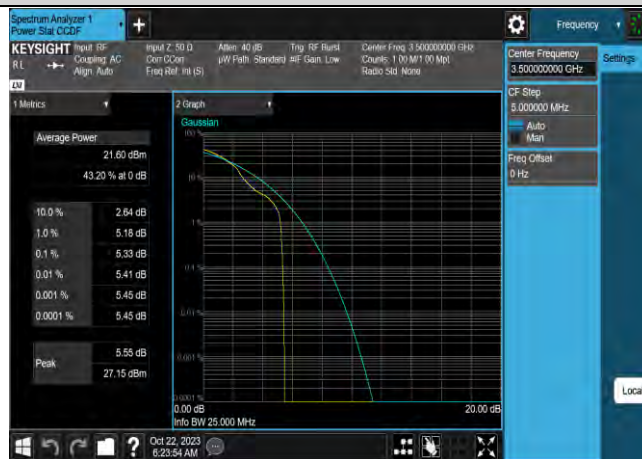 Spectrum Analyzer 1
Power Stat CCDF
+
Frequency
KEYSIGHT
Input: RF
Coupling: AC
Align: Auto
Input Z: 50 Ω
Corr CCorr
Freq Ref: Int (S)
Atten: 40 dB
µW Path: Standard
Trig: RF Burst
#IF Gain: Low
Center Freq: 3.500000000 GHz
Counts: 1.00 M/1.00 Mpt
Radio Std: None
Center Frequency
3.500000000 GHz
Settings
CF Step
5.000000 MHz
Auto
Man
Freq Offset
0 Hz
1 Metrics
2 Graph
Average Power
21.60 dBm
43.20 % at 0 dB
10.0 % 2.64 dB
1.0 % 5.18 dB
0.1 % 5.33 dB
0.01 % 5.41 dB
0.001 % 5.45 dB
0.0001 % 5.45 dB
Peak
5.55 dB
27.15 dBm
Gaussian
100 %
10 %
1 %
0.1 %
0.01 %
0.001 %
0.0001 %
0.00 dB
20.00 dB
Info BW 25.000 MHz
Local
?
Oct 22, 2023
6:23:54 AM